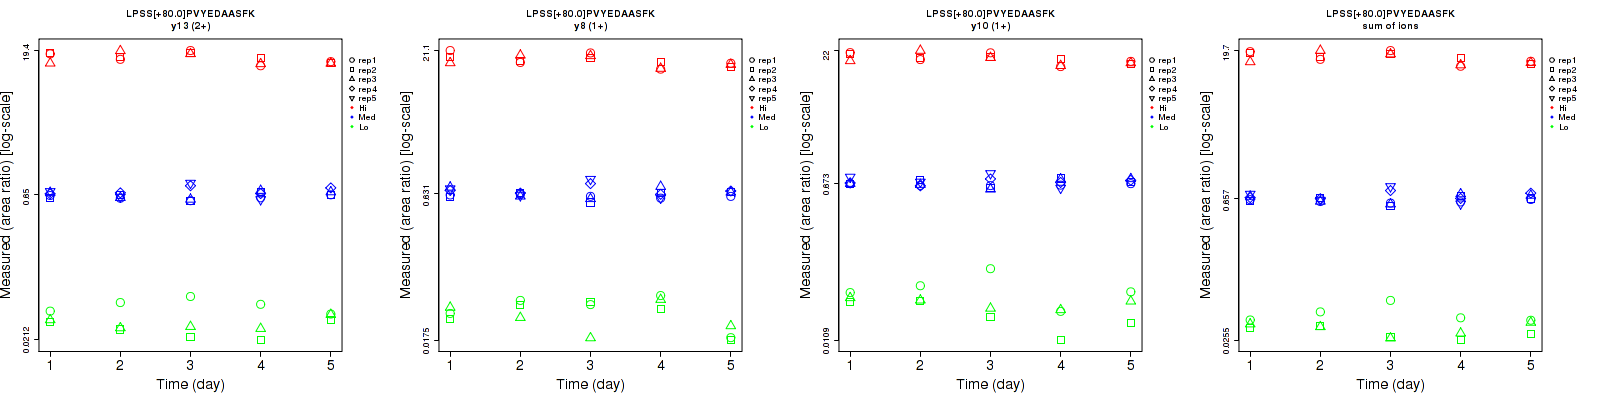 LPSS[+80.0]PVYEDAASFK
y13 (2+)
Measured (area ratio) [log-scale]
19.4
0.65
0.0212
1 2 3 4 5
Time (day)
rep1
rep2
rep3
rep4
rep5
Hi
Med
Lo
LPSS[+80.0]PVYEDAASFK
y8 (1+)
Measured (area ratio) [log-scale]
21.1
0.631
0.0175
1 2 3 4 5
Time (day)
rep1
rep2
rep3
rep4
rep5
Hi
Med
Lo
LPSS[+80.0]PVYEDAASFK
y10 (1+)
Measured (area ratio) [log-scale]
22
0.673
1 2 3 4 5
Time (day)
rep1
rep2
rep3
rep4
rep5
Hi
Med
Lo
LPSS[+80.0]PVYEDAASFK
sum of ions
Measured (area ratio) [log-scale]
19.7
0.657
0.0255
1 2 3 4 5
Time (day)
rep1
rep2
rep3
rep4
rep5
Hi
Med
Lo